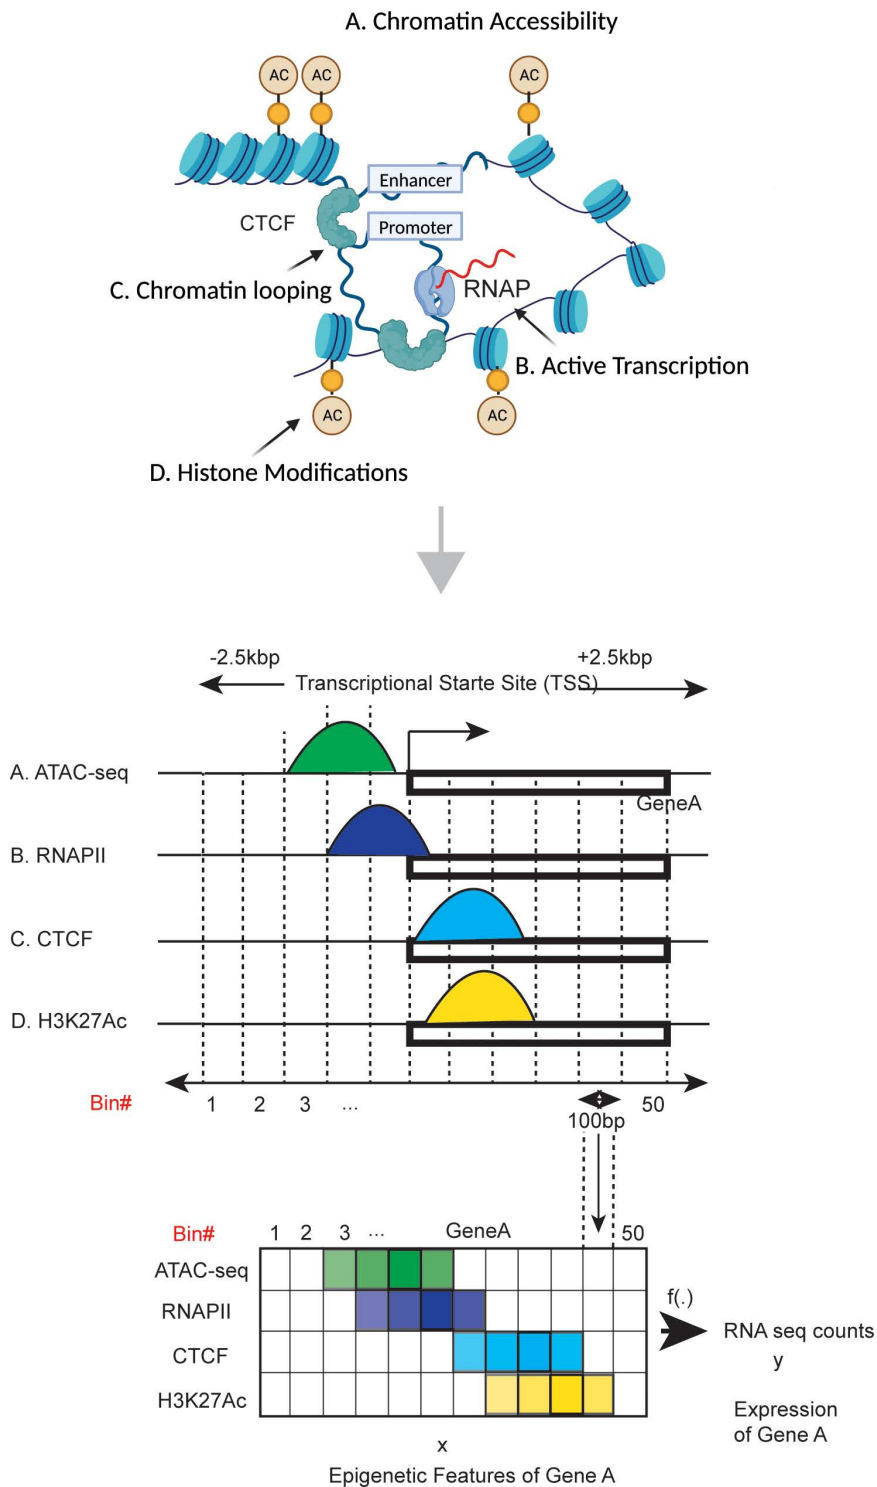 A. Chromatin Accessibility
AC
AC
AC
Enhancer
CTCF
Promoter
C. Chromatin looping
RNAP
B. Active Transcription
AC
AC
D. Histone Modifications
-2.5kbp
+2.5kbp
Transcriptional Starte Site (TSS)
A. ATAC-seq
GeneA
B. RNAPII
C. CTCF
D. H3K27Ac
Bin# 1 2 3 ... 50
100bp
Bin# 1 2 3 ... GeneA 50
ATAC-seq
RNAPII
CTCF
H3K27Ac
f(.)
RNA seq counts
y
Expression
of Gene A
x
Epigenetic Features of Gene A